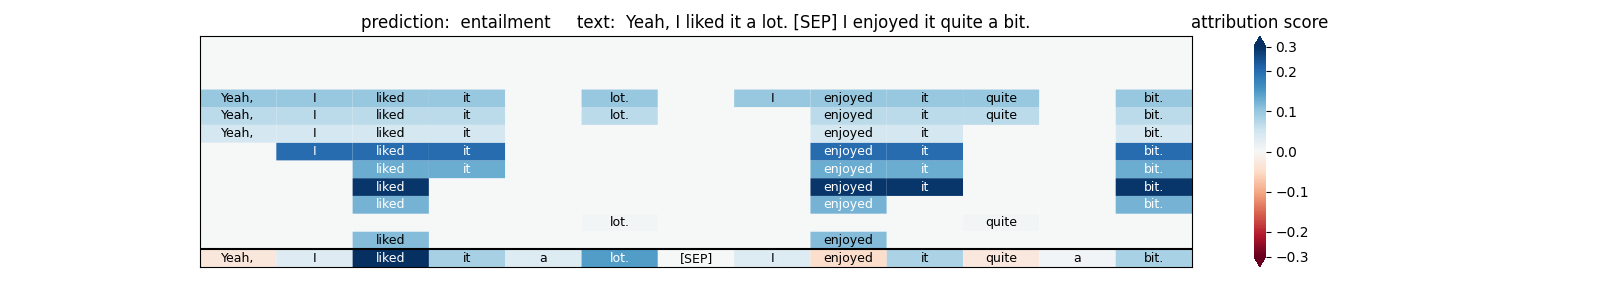 prediction:  entailment     text:  Yeah, I liked it a lot. [SEP] I enjoyed it quite a bit.
attribution score
Yeah, I liked it lot. I enjoyed it quite bit.
Yeah, I liked it lot. enjoyed it quite bit.
Yeah, I liked it enjoyed it bit.
I liked it enjoyed it bit.
liked it enjoyed it bit.
liked enjoyed it bit.
liked enjoyed bit.
lot. quite
liked enjoyed
Yeah, I liked it a lot. [SEP] I enjoyed it quite a bit.
0.3
0.2
0.1
0.0
−0.1
−0.2
−0.3